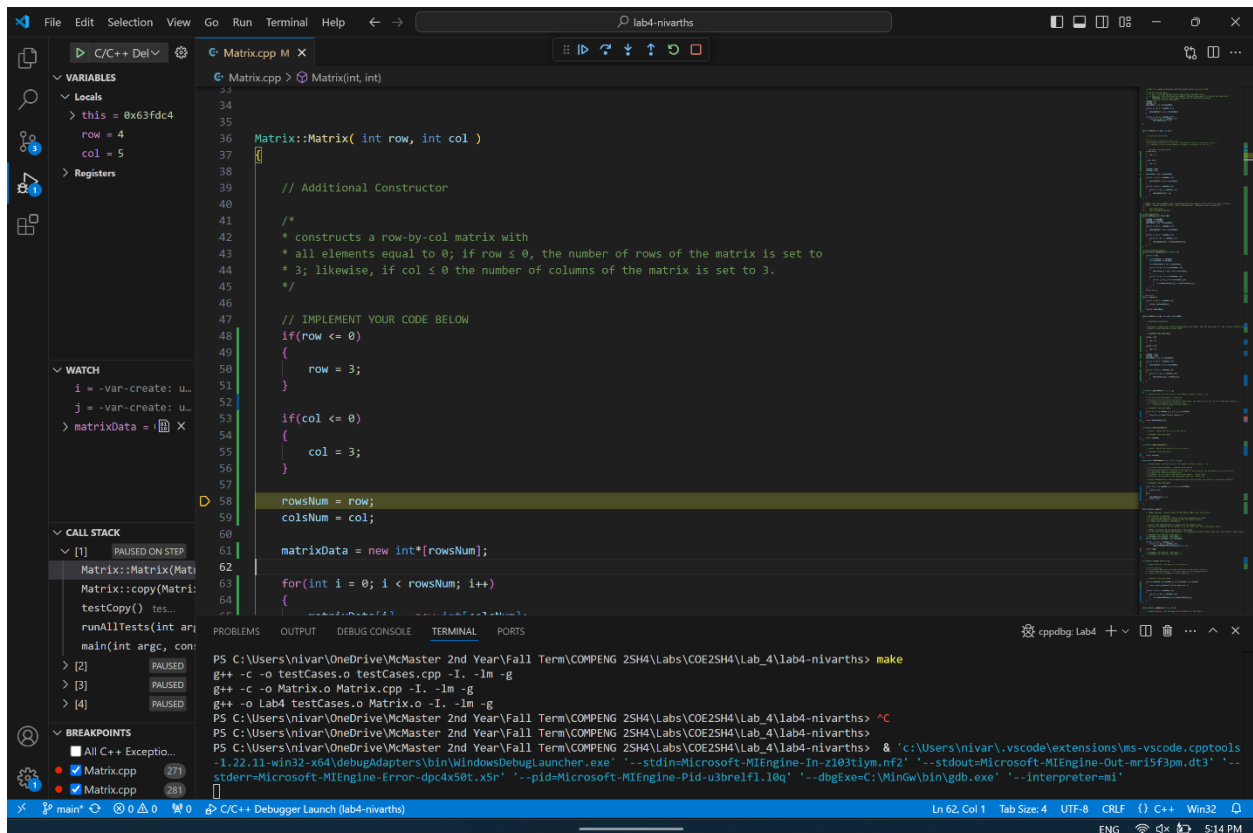 File Edit Selection View Go Run Terminal Help
lab4-nivarths
C/C++ Del
Matrix.cpp M
Matrix.cpp > Matrix(int, int)
VARIABLES
Locals
this = 0x63fdc4
row = 4
col = 5
Registers
WATCH
i = -var-create: u…
j = -var-create: u…
matrixData =
CALL STACK
[1] PAUSED ON STEP
Matrix::Matrix(Mat
Matrix::copy(Matri
testCopy() tes...
runAllTests(int ar
main(int argc, con
[2] PAUSED
[3] PAUSED
[4] PAUSED
BREAKPOINTS
All C++ Exceptio...
Matrix.cpp 271
Matrix.cpp 281
33
34
35
36 Matrix::Matrix( int row, int col )
37 {
38
39 // Additional Constructor
40
41 /*
42 * constructs a row-by-col matrix with
43 * all elements equal to 0; if row ≤ 0, the number of rows of the matrix is set to
44 * 3; likewise, if col ≤ 0 the number of columns of the matrix is set to 3.
45 */
46
47 // IMPLEMENT YOUR CODE BELOW
48 if(row <= 0)
49 {
50 row = 3;
51 }
52
53 if(col <= 0)
54 {
55 col = 3;
56 }
57
58 rowsNum = row;
59 colsNum = col;
60
61 matrixData = new int*[rowsNum];
62
63 for(int i = 0; i < rowsNum; i++)
64 {
65 matrixData[i] = new int[colsNum];
PROBLEMS OUTPUT DEBUG CONSOLE TERMINAL PORTS
cppdbg: Lab4
PS C:\Users\nivar\OneDrive\McMaster 2nd Year\Fall Term\COMPENG 2SH4\Labs\COE2SH4\Lab_4\lab4-nivarths> make
g++ -c -o testCases.o testCases.cpp -I. -lm -g
g++ -c -o Matrix.o Matrix.cpp -I. -lm -g
g++ -o Lab4 testCases.o Matrix.o -I. -lm -g
PS C:\Users\nivar\OneDrive\McMaster 2nd Year\Fall Term\COMPENG 2SH4\Labs\COE2SH4\Lab_4\lab4-nivarths> ^C
PS C:\Users\nivar\OneDrive\McMaster 2nd Year\Fall Term\COMPENG 2SH4\Labs\COE2SH4\Lab_4\lab4-nivarths>
PS C:\Users\nivar\OneDrive\McMaster 2nd Year\Fall Term\COMPENG 2SH4\Labs\COE2SH4\Lab_4\lab4-nivarths> & 'c:\Users\nivar\.vscode\extensions\ms-vscode.cpptools
-1.22.11-win32-x64\debugAdapters\bin\WindowsDebugLauncher.exe' '--stdin=Microsoft-MIEngine-In-z103tiym.nf2' '--stdout=Microsoft-MIEngine-Out-mri5f3pm.dt3' '--
stderr=Microsoft-MIEngine-Error-dpc4x50t.x5r' '--pid=Microsoft-MIEngine-Pid-u3brelf1.10q' '--dbgExe=C:\MinGw\bin\gdb.exe' '--interpreter=mi'
main* 0 0 0 C/C++ Debugger Launch (lab4-nivarths)
Ln 62, Col 1 Tab Size: 4 UTF-8 CRLF {} C++ Win32
ENG 5:14 PM